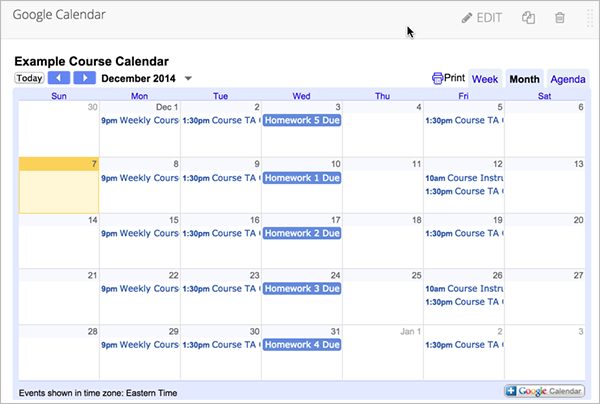 Google Calendar EDIT
Example Course Calendar
Today December 2014 Print Week Month Agenda
Sun Mon Tue Wed Thu Fri Sat
30 Dec 1 2 3 4 5 6
9pm Weekly Cours 1:30pm Course TA Homework 5 Due 1:30pm Course TA
7 8 9 10 11 12 13
9pm Weekly Cours 1:30pm Course TA Homework 1 Due 10am Course Instru
1:30pm Course TA
14 15 16 17 18 19 20
9pm Weekly Cours 1:30pm Course TA Homework 2 Due 1:30pm Course TA
21 22 23 24 25 26 27
9pm Weekly Cours 1:30pm Course TA Homework 3 Due 10am Course Instru
1:30pm Course TA
28 29 30 31 Jan 1 2 3
9pm Weekly Cours 1:30pm Course TA Homework 4 Due 1:30pm Course TA
Events shown in time zone: Eastern Time Google Calendar